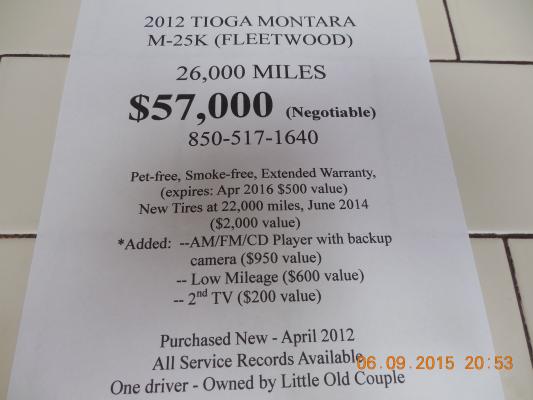 2012 TIOGA MONTARA
M-25K (FLEETWOOD)
26,000 MILES
$57,000 (Negotiable)
850-517-1640
Pet-free, Smoke-free, Extended Warranty,
(expires: Apr 2016 $500 value)
New Tires at 22,000 miles, June 2014
($2,000 value)
*Added: --AM/FM/CD Player with backup
camera ($950 value)
-- Low Mileage ($600 value)
-- 2nd TV ($200 value)
Purchased New - April 2012
All Service Records Available
One driver - Owned by Little Old Couple
06.09.2015 20:53